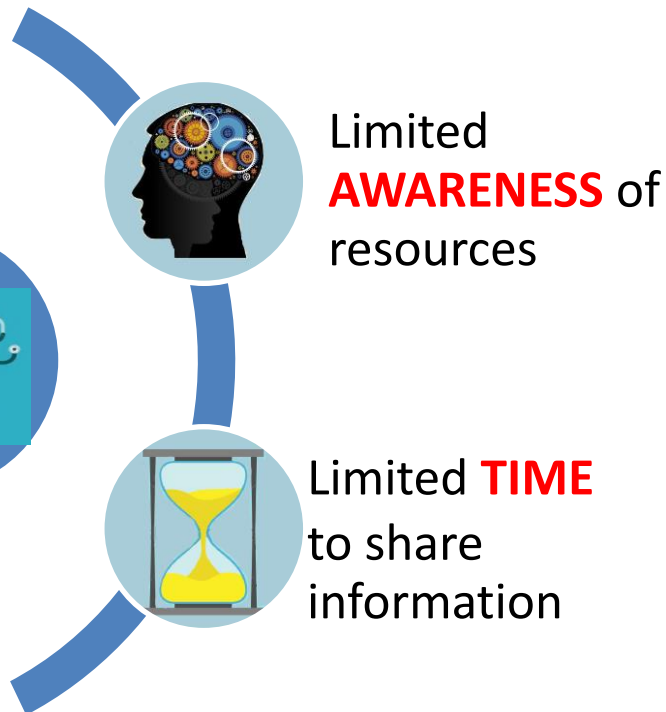 Limited
AWARENESS of
resources
Limited TIME
to share
information